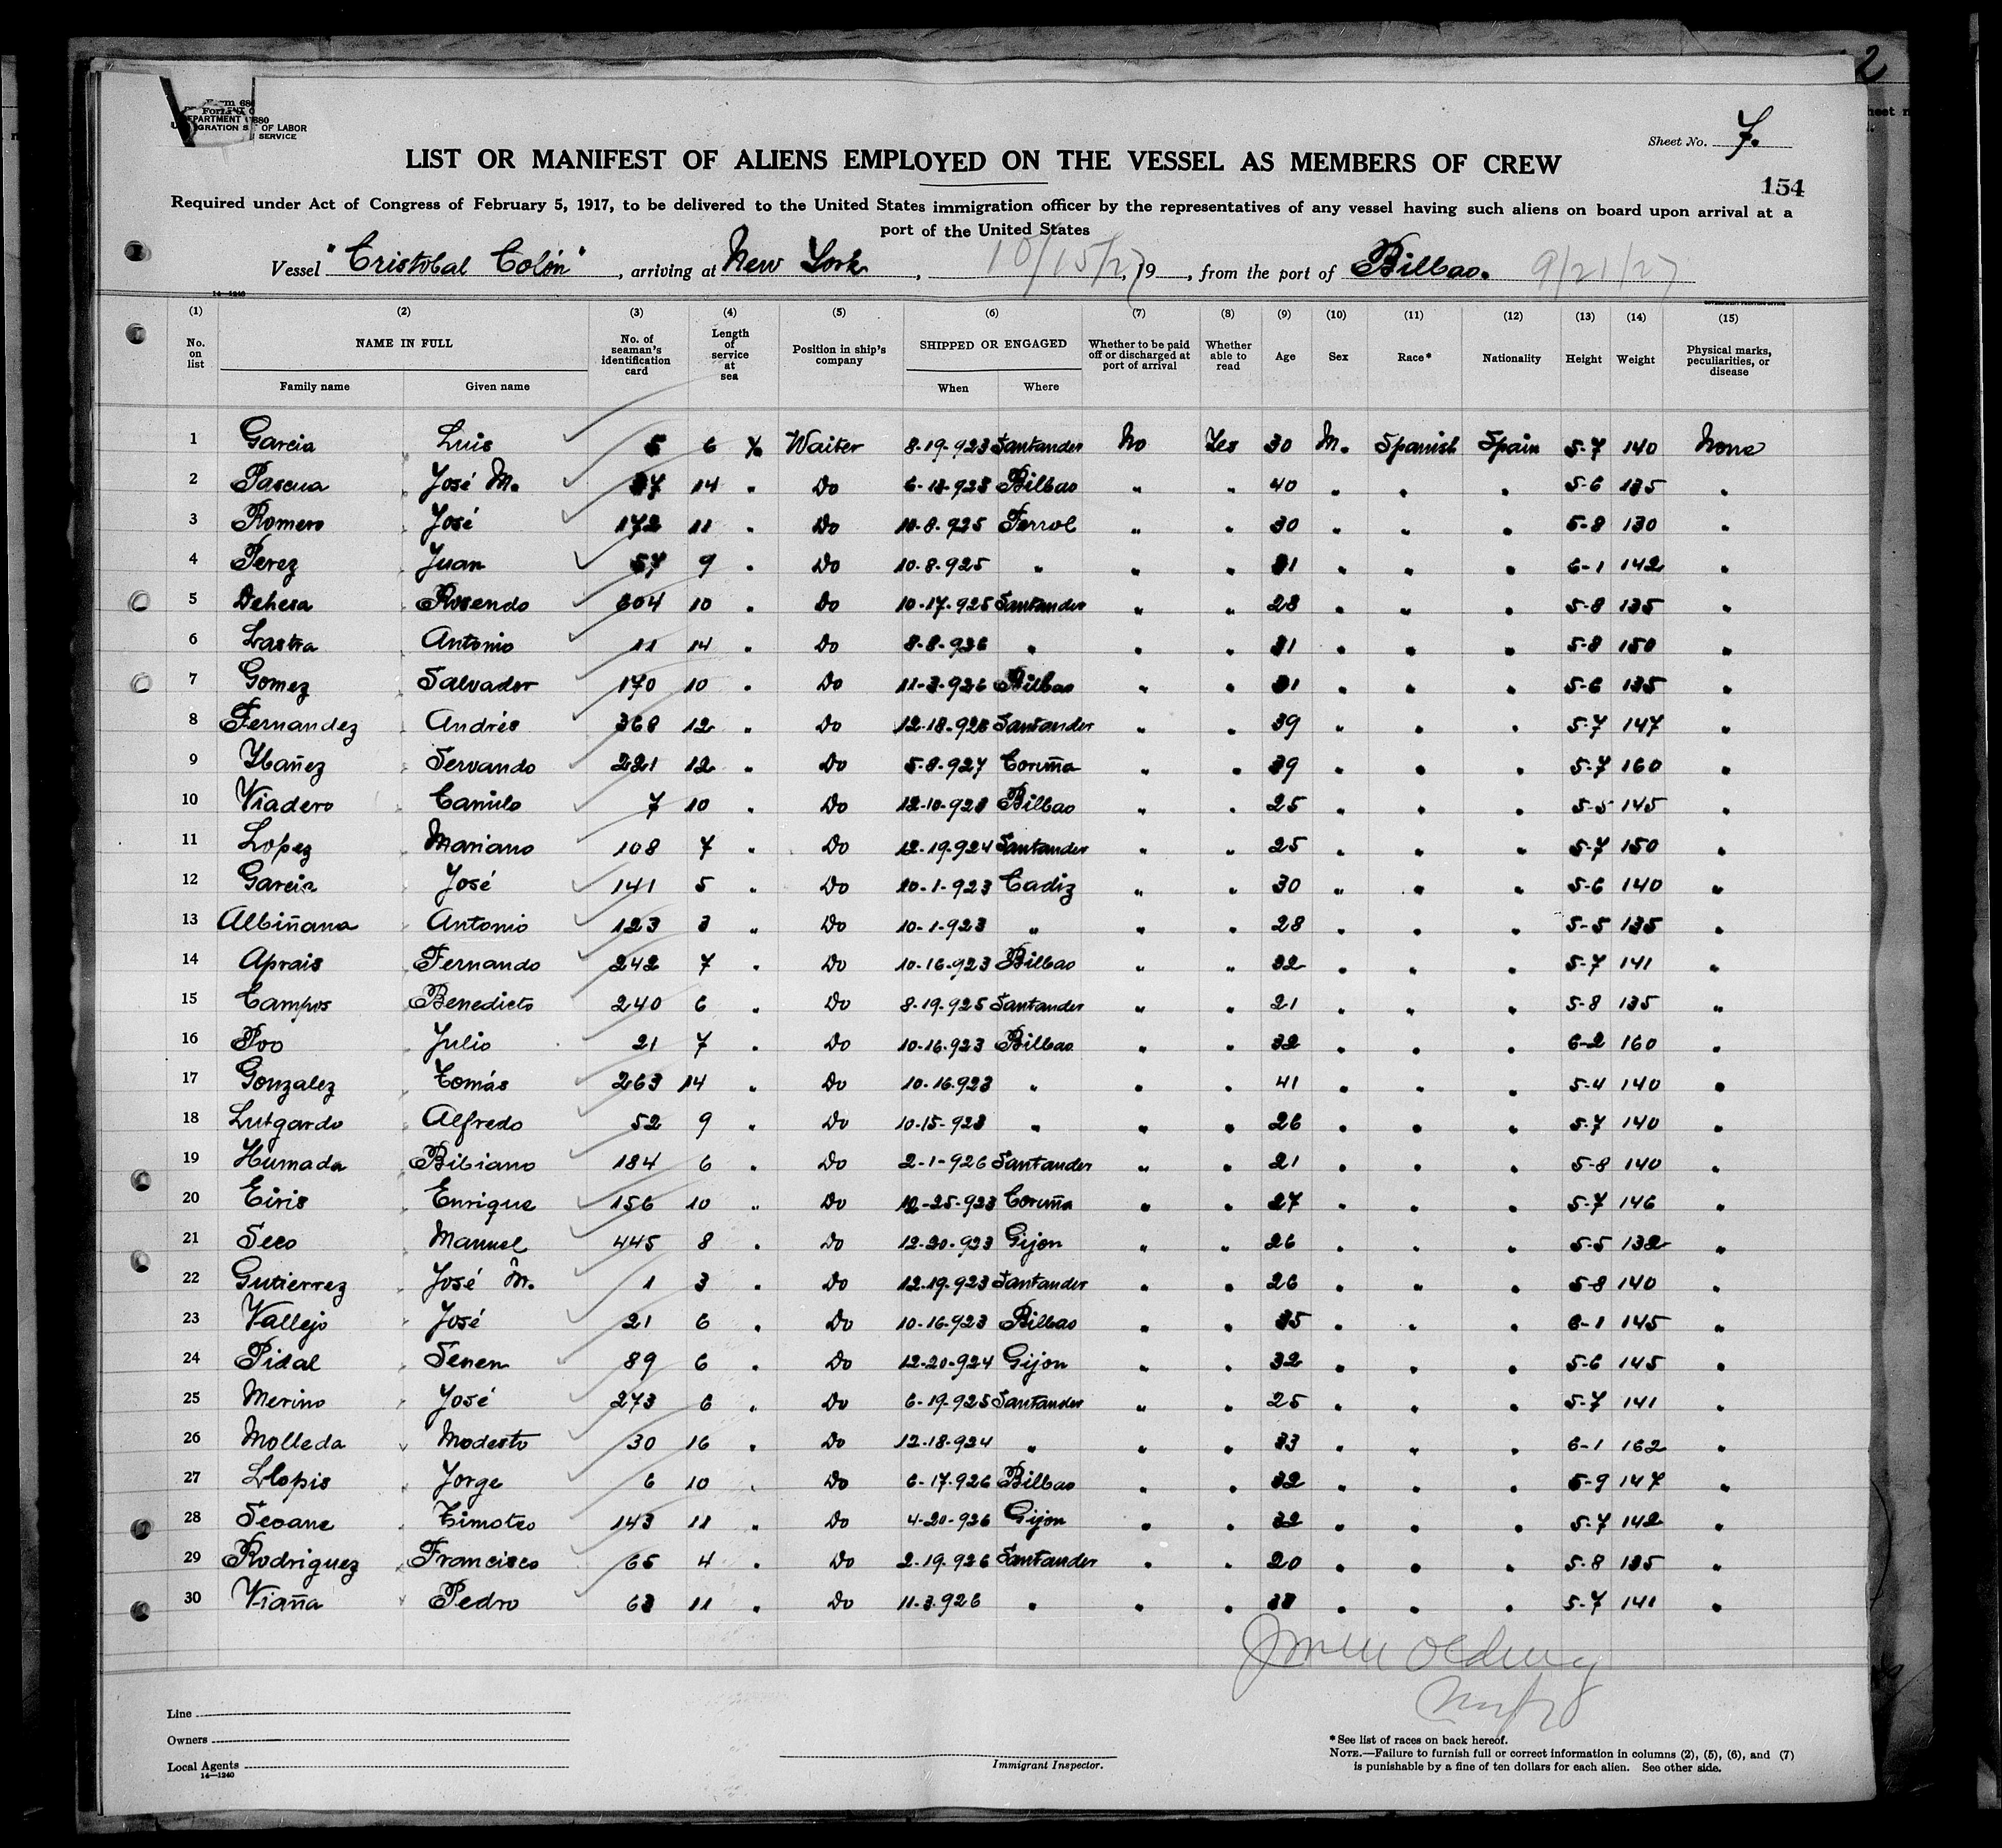 2
Sheet No. 7.
154
LIST OR MANIFEST OF ALIENS EMPLOYED ON THE VESSEL AS MEMBERS OF CREW
Required under Act of Congress of February 5, 1917, to be delivered to the United States immigration officer by the representatives of any vessel having such aliens on board upon arrival at a
port of the United States
Vessel "Cristobal Colón", arriving at New York, 10/15/27, 19, from the port of Bilbao. 9/21/27
14-1240
(1) (2) (3) (4) (5) (6) (7) (8) (9) (10) (11) (12) (13) (14) (15)
No. on list NAME IN FULL No. of seaman's identification card Length of service at sea Position in ship's company SHIPPED OR ENGAGED Whether to be paid off or discharged at port of arrival Whether able to read Age Sex Race* Nationality Height Weight Physical marks, peculiarities, or disease
Family name Given name When Where
1 Garcia Luis 5 6 Waiter 8-19-923 Santander No Yes 30 M. Spanish Spain 5-7 140 None
2 Pascua José M. 37 14 " Do 6-18-923 Bilbao " " 40 " " " 5-6 135 "
3 Romero José 172 11 " Do 10-8-925 Ferrol " " 30 " " " 5-8 130 "
4 Perez Juan 57 9 " Do 10-8-925 " " " 31 " " " 6-1 142 "
5 Dehesa Rosendo 604 10 " Do 10-17-925 Santander " " 28 " " " 5-8 135 "
6 Lastra Antonio 11 14 " Do 8-8-926 " " " 31 " " " 5-8 150 "
7 Gomez Salvador 170 10 " Do 11-3-926 Bilbao " " 31 " " " 5-6 135 "
8 Fernandez Andrés 368 12 " Do 12-18-926 Santander " " 39 " " " 5-7 147 "
9 Ybañez Servando 221 12 " Do 5-8-927 Coruña " " 39 " " " 5-7 160 "
10 Viadero Camilo 7 10 " Do 12-10-923 Bilbao " " 25 " " " 5-5 145 "
11 Lopez Mariano 108 7 " Do 12-19-924 Santander " " 25 " " " 5-7 150 "
12 Garcia José 141 5 " Do 10-1-923 Cadiz " " 30 " " " 5-6 140 "
13 Albiñana Antonio 123 3 " Do 10-1-923 " " " 28 " " " 5-5 135 "
14 Aprais Fernando 242 7 " Do 10-16-923 Bilbao " " 32 " " " 5-7 141 "
15 Campos Benedicto 240 6 " Do 8-19-925 Santander " " 21 " " " 5-8 135 "
16 Poo Julio 21 7 " Do 10-16-923 Bilbao " " 32 " " " 6-2 160 "
17 Gonzalez Tomás 263 14 " Do 10-16-923 " " " 41 " " " 5-4 140 "
18 Lutgardo Alfredo 52 9 " Do 10-15-923 " " " 26 " " " 5-7 140 "
19 Humada Bibiano 184 6 " Do 2-1-926 Santander " " 21 " " " 5-8 140 "
20 Eiris Enrique 156 10 " Do 12-25-923 Coruña " " 27 " " " 5-7 146 "
21 Seco Manuel 445 8 " Do 12-20-923 Gijon " " 26 " " " 5-5 132 "
22 Gutierrez José M. 1 3 " Do 12-19-923 Santander " " 26 " " " 5-8 140 "
23 Vallejo José 21 6 " Do 10-16-923 Bilbao " " 35 " " " 6-1 145 "
24 Pidal Senen 89 6 " Do 12-20-924 Gijon " " 32 " " " 5-6 145 "
25 Merino José 273 6 " Do 6-19-925 Santander " " 25 " " " 5-7 141 "
26 Molleda Modesto 30 16 " Do 12-18-924 " " " 33 " " " 6-1 162 "
27 Llopis Jorge 6 10 " Do 6-17-926 Bilbao " " 32 " " " 5-9 147 "
28 Seoane Timoteo 143 11 " Do 4-20-926 Gijon " " 32 " " " 5-7 142 "
29 Rodriguez Francisco 65 4 " Do 2-19-926 Santander " " 20 " " " 5-8 135 "
30 Viaña Pedro 63 11 " Do 11-3-926 " " " " " " 5-7 141 "
Line
Owners
Local Agents
14-1240
Immigrant Inspector.
*See list of races on back hereof.
NOTE.—Failure to furnish full or correct information in columns (2), (5), (6), and (7)
is punishable by a fine of ten dollars for each alien. See other side.